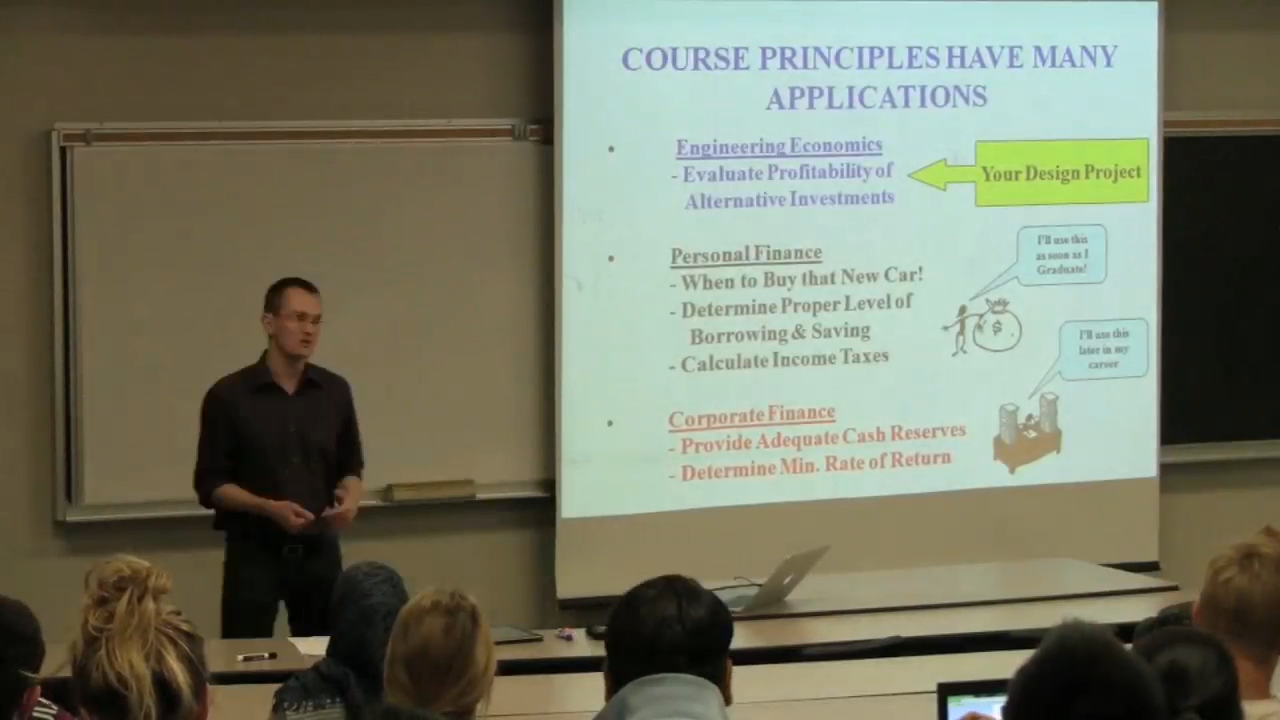 COURSE PRINCIPLES HAVE MANY
APPLICATIONS
• Engineering Economics
- Evaluate Profitability of
Alternative Investments
Your Design Project
• Personal Finance
- When to Buy that New Car!
- Determine Proper Level of
Borrowing & Saving
- Calculate Income Taxes
I'll use this
as soon as I
Graduate!
$
I'll use this
later in my
career
• Corporate Finance
- Provide Adequate Cash Reserves
- Determine Min. Rate of Return